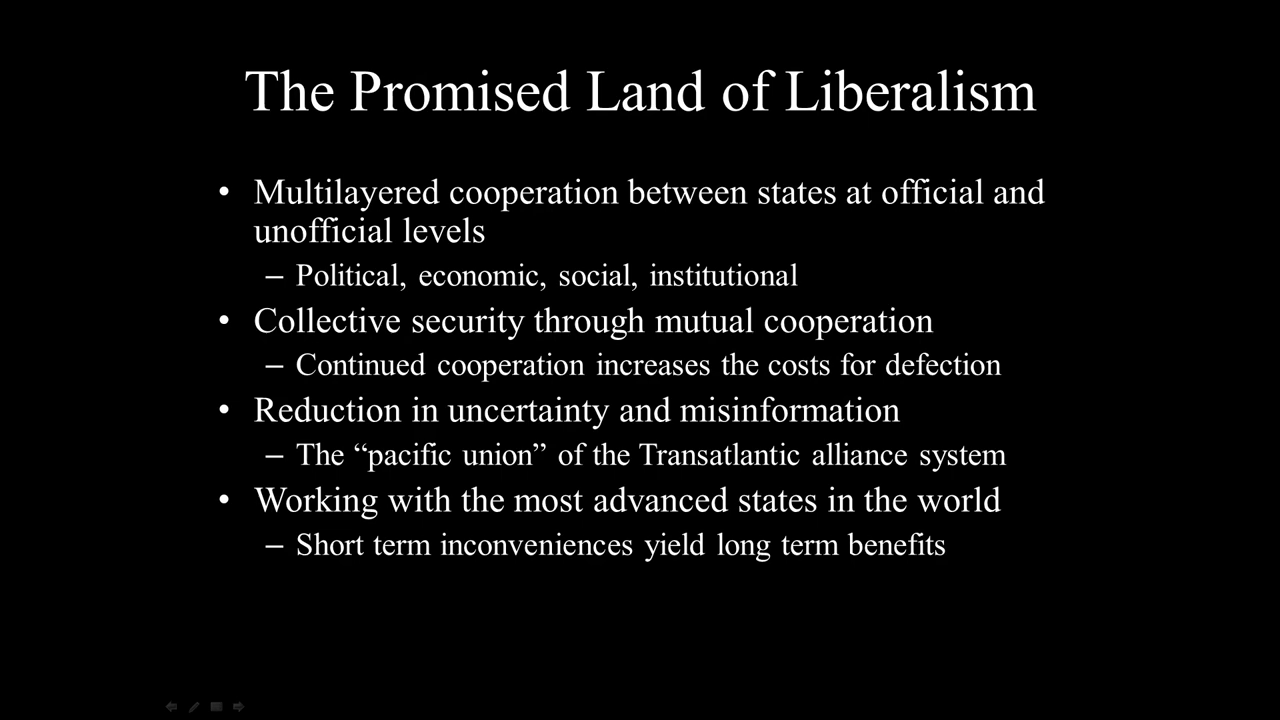 The Promised Land of Liberalism
• Multilayered cooperation between states at official and
unofficial levels
– Political, economic, social, institutional
• Collective security through mutual cooperation
– Continued cooperation increases the costs for defection
• Reduction in uncertainty and misinformation
– The “pacific union” of the Transatlantic alliance system
• Working with the most advanced states in the world
– Short term inconveniences yield long term benefits